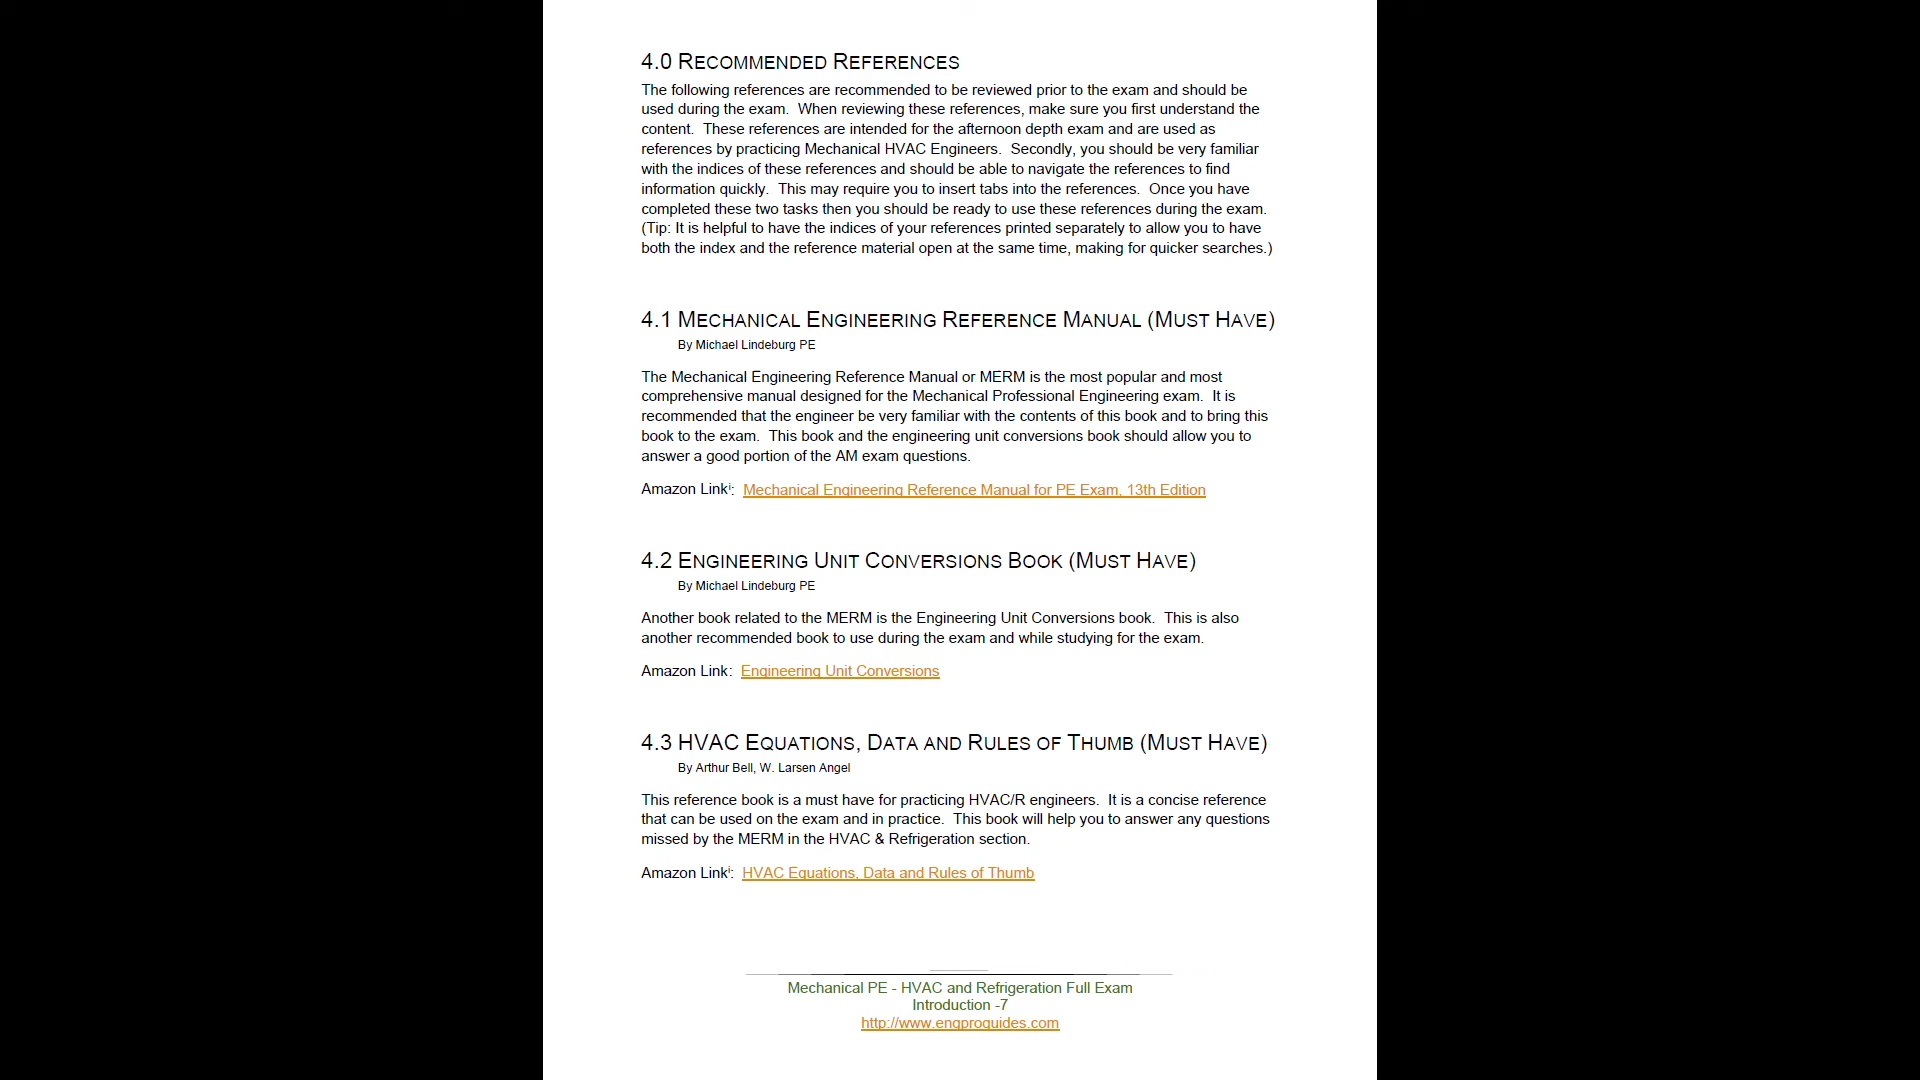 4.0 RECOMMENDED REFERENCES
The following references are recommended to be reviewed prior to the exam and should be
used during the exam.  When reviewing these references, make sure you first understand the
content.  These references are intended for the afternoon depth exam and are used as
references by practicing Mechanical HVAC Engineers.  Secondly, you should be very familiar
with the indices of these references and should be able to navigate the references to find
information quickly.  This may require you to insert tabs into the references.  Once you have
completed these two tasks then you should be ready to use these references during the exam.
(Tip: It is helpful to have the indices of your references printed separately to allow you to have
both the index and the reference material open at the same time, making for quicker searches.)
4.1 MECHANICAL ENGINEERING REFERENCE MANUAL (MUST HAVE)
By Michael Lindeburg PE
The Mechanical Engineering Reference Manual or MERM is the most popular and most
comprehensive manual designed for the Mechanical Professional Engineering exam.  It is
recommended that the engineer be very familiar with the contents of this book and to bring this
book to the exam.  This book and the engineering unit conversions book should allow you to
answer a good portion of the AM exam questions.
Amazon Linkⁱ:  Mechanical Engineering Reference Manual for PE Exam, 13th Edition
4.2 ENGINEERING UNIT CONVERSIONS BOOK (MUST HAVE)
By Michael Lindeburg PE
Another book related to the MERM is the Engineering Unit Conversions book.  This is also
another recommended book to use during the exam and while studying for the exam.
Amazon Link:  Engineering Unit Conversions
4.3 HVAC EQUATIONS, DATA AND RULES OF THUMB (MUST HAVE)
By Arthur Bell, W. Larsen Angel
This reference book is a must have for practicing HVAC/R engineers.  It is a concise reference
that can be used on the exam and in practice.  This book will help you to answer any questions
missed by the MERM in the HVAC & Refrigeration section.
Amazon Linkⁱ:  HVAC Equations, Data and Rules of Thumb
Mechanical PE - HVAC and Refrigeration Full Exam
Introduction -7
http://www.engproguides.com